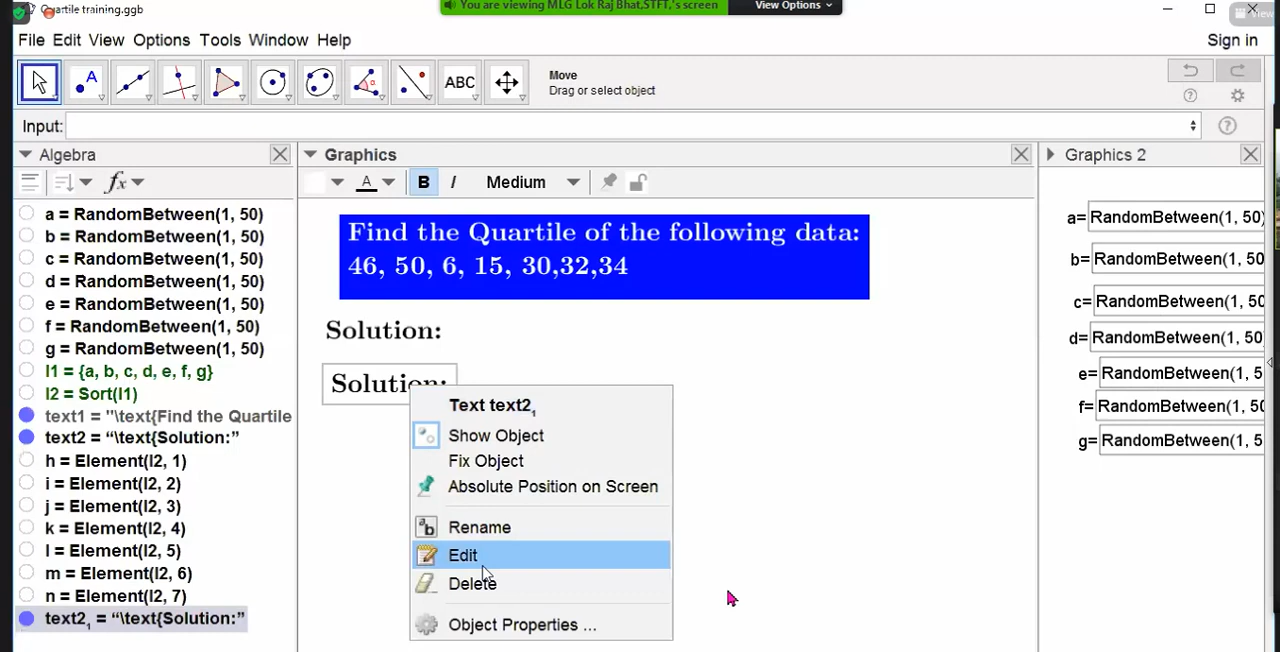 Quartile training.ggb
You are viewing MLG Lok Raj Bhat,STFT,'s screen
View Options
View
File Edit View Options Tools Window Help
Sign in
A
ABC
Move
Drag or select object
Input:
Algebra
Graphics
Graphics 2
fx
A
B
I
Medium
a = RandomBetween(1, 50)
b = RandomBetween(1, 50)
c = RandomBetween(1, 50)
d = RandomBetween(1, 50)
e = RandomBetween(1, 50)
f = RandomBetween(1, 50)
g = RandomBetween(1, 50)
l1 = {a, b, c, d, e, f, g}
l2 = Sort(l1)
text1 = "\text{Find the Quartile
text2 = “\text{Solution:”
h = Element(l2, 1)
i = Element(l2, 2)
j = Element(l2, 3)
k = Element(l2, 4)
l = Element(l2, 5)
m = Element(l2, 6)
n = Element(l2, 7)
text2₁ = “\text{Solution:”
Find the Quartile of the following data:
46, 50, 6, 15, 30,32,34
Solution:
Solution:
Text text2₁
Show Object
Fix Object
Absolute Position on Screen
Rename
Edit
Delete
Object Properties ...
a= RandomBetween(1, 50)
b= RandomBetween(1, 50
c= RandomBetween(1, 50
d= RandomBetween(1, 50)
e= RandomBetween(1, 5
f= RandomBetween(1, 50
g= RandomBetween(1, 5